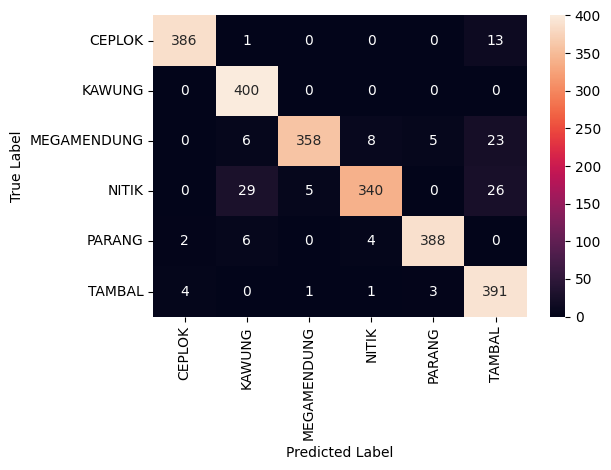 True Label
CEPLOK 386 1 0 0 0 13
KAWUNG 0 400 0 0 0 0
MEGAMENDUNG 0 6 358 8 5 23
NITIK 0 29 5 340 0 26
PARANG 2 6 0 4 388 0
TAMBAL 4 0 1 1 3 391
CEPLOK KAWUNG MEGAMENDUNG NITIK PARANG TAMBAL
Predicted Label
400
350
300
250
200
150
100
50
0